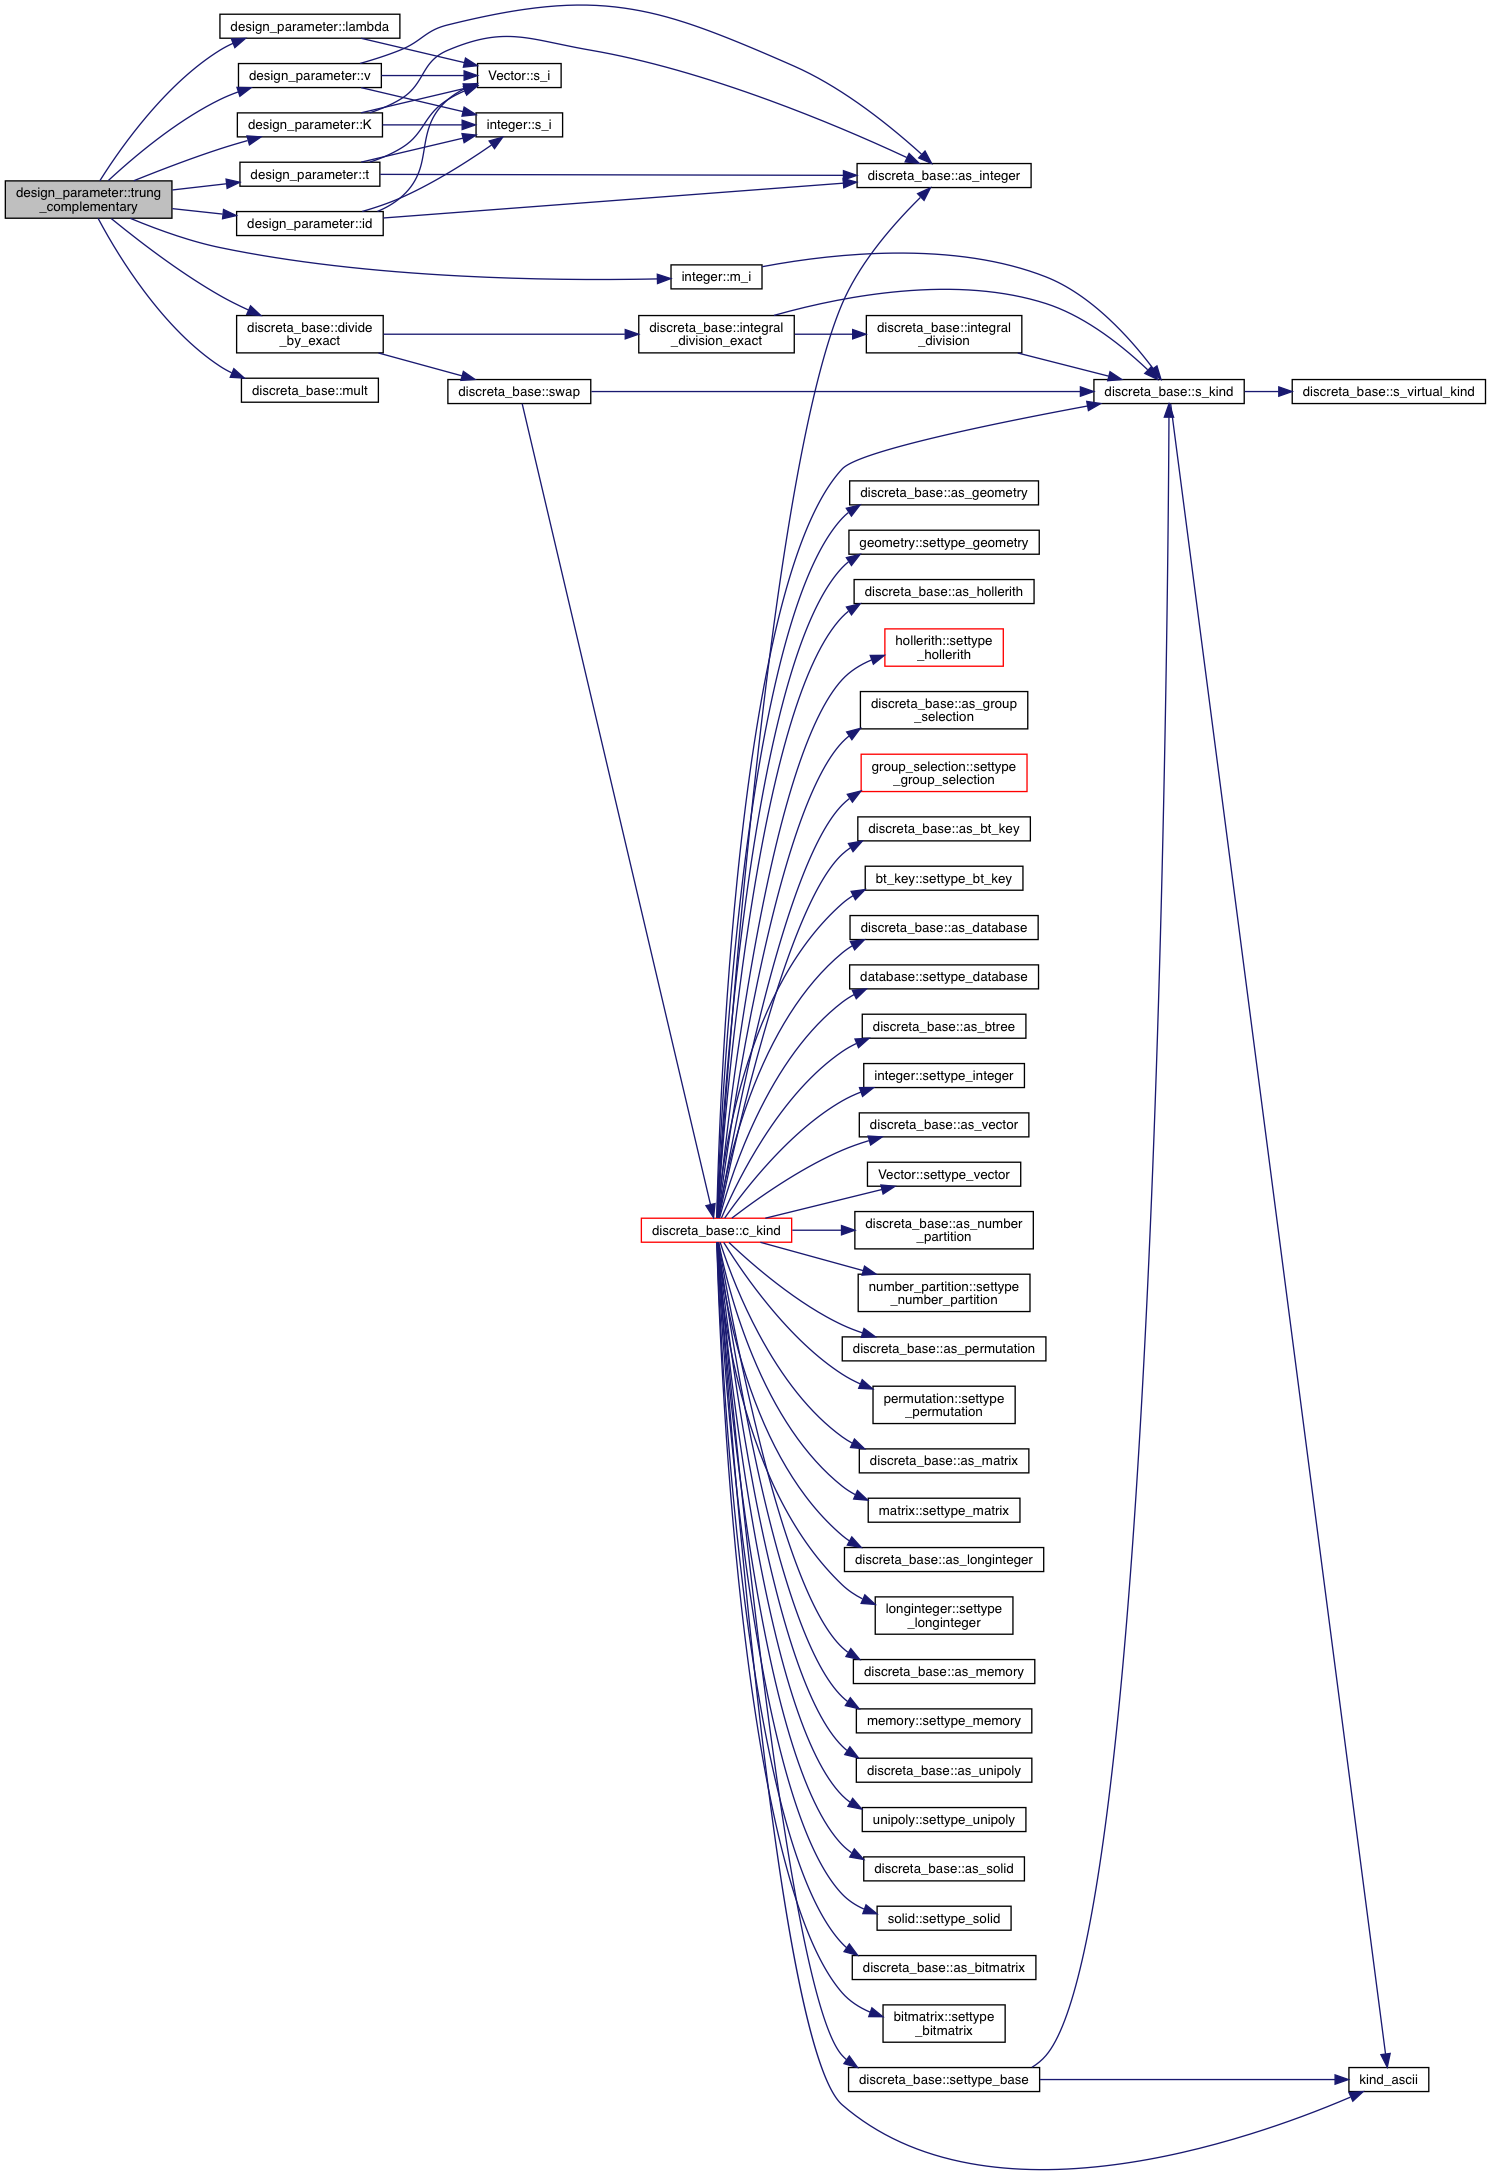 design_parameter::lambda
design_parameter::v
Vector::s_i
design_parameter::K
integer::s_i
design_parameter::t
discreta_base::as_integer
design_parameter::trung
_complementary
design_parameter::id
integer::m_i
discreta_base::divide
_by_exact
discreta_base::integral
_division_exact
discreta_base::integral
_division
discreta_base::mult
discreta_base::swap
discreta_base::s_kind
discreta_base::s_virtual_kind
discreta_base::as_geometry
geometry::settype_geometry
discreta_base::as_hollerith
hollerith::settype
_hollerith
discreta_base::as_group
_selection
group_selection::settype
_group_selection
discreta_base::as_bt_key
bt_key::settype_bt_key
discreta_base::as_database
database::settype_database
discreta_base::as_btree
integer::settype_integer
discreta_base::as_vector
Vector::settype_vector
discreta_base::c_kind
discreta_base::as_number
_partition
number_partition::settype
_number_partition
discreta_base::as_permutation
permutation::settype
_permutation
discreta_base::as_matrix
matrix::settype_matrix
discreta_base::as_longinteger
longinteger::settype
_longinteger
discreta_base::as_memory
memory::settype_memory
discreta_base::as_unipoly
unipoly::settype_unipoly
discreta_base::as_solid
solid::settype_solid
discreta_base::as_bitmatrix
bitmatrix::settype
_bitmatrix
discreta_base::settype_base
kind_ascii